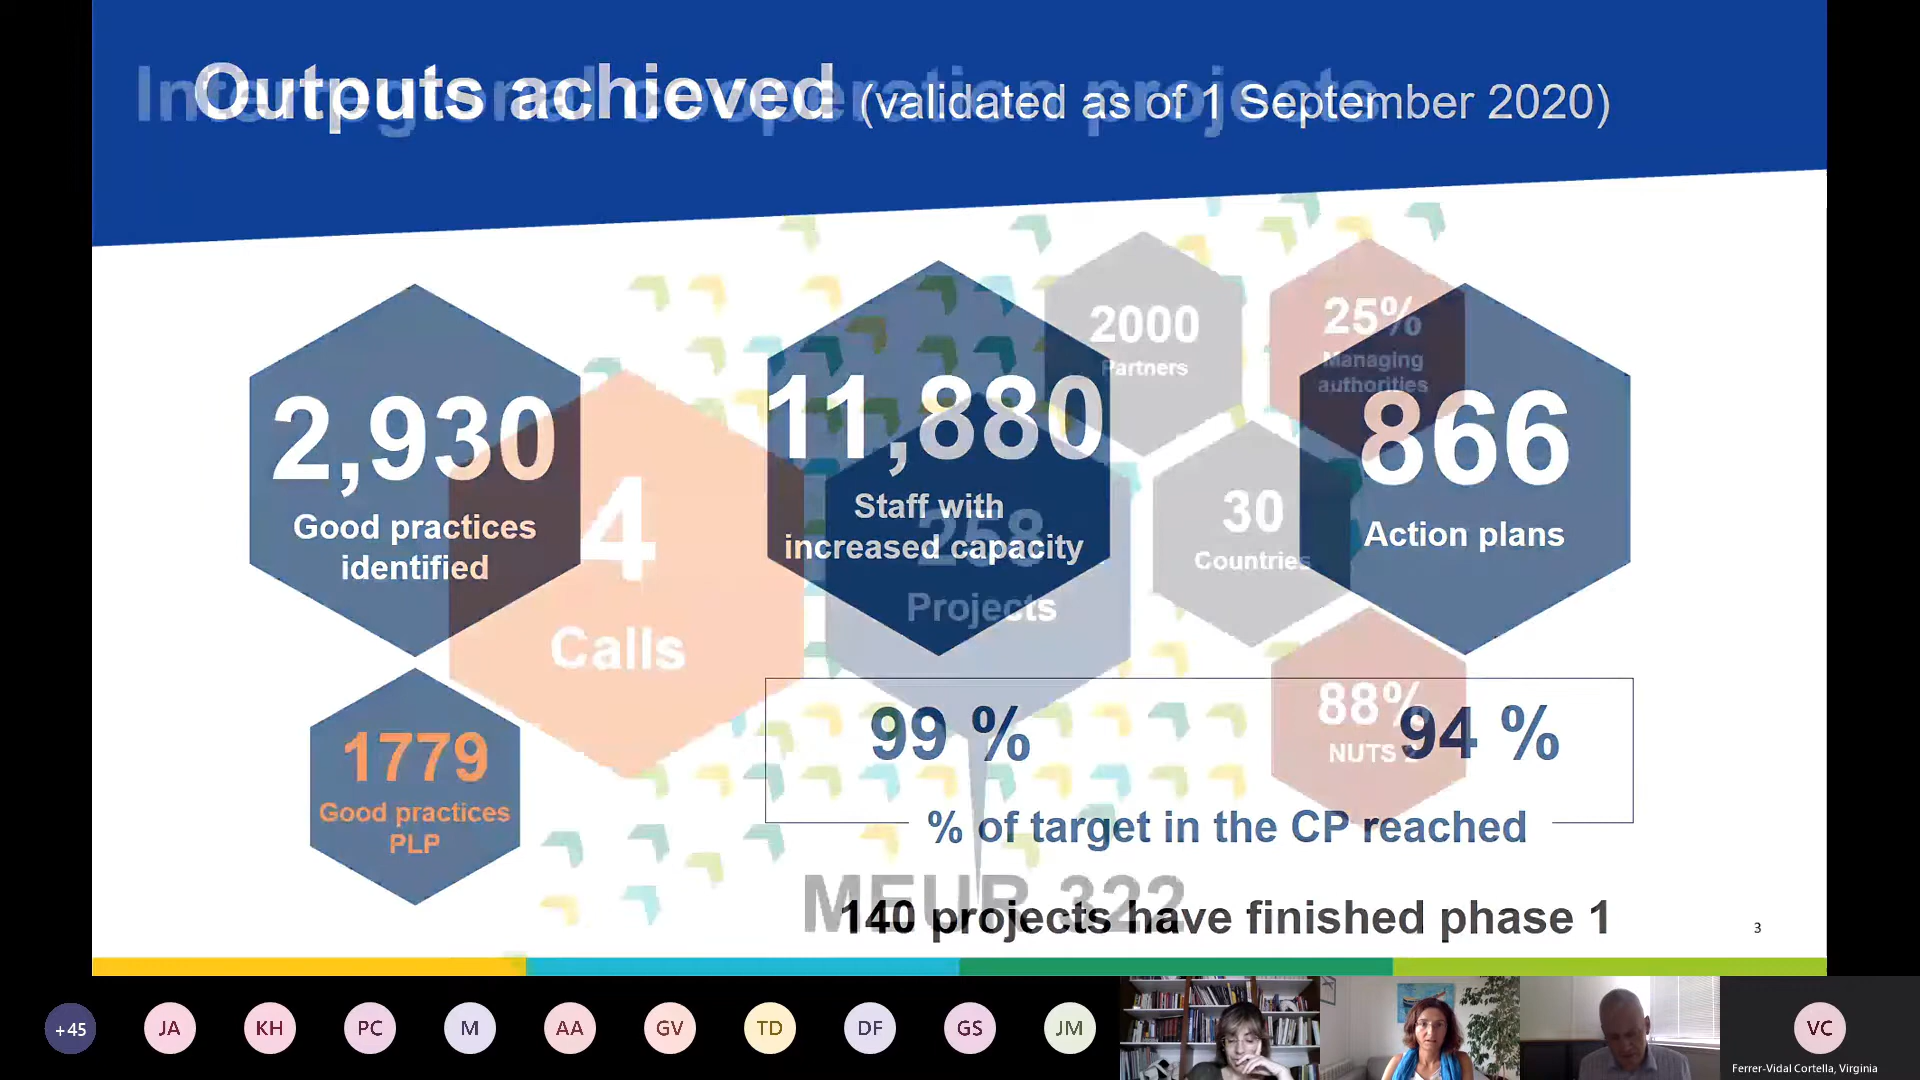 Interregional cooperation projects
Outputs achieved (validated as of 1 September 2020)
2,930
Good practices
identified
1779
Good practices
PLP
4
Calls
11,880
Staff with
increased capacity
258
Projects
2000
Partners
25%
Managing
authorities
30
Countries
866
Action plans
88%
NUTS 2
99 %
94 %
% of target in the CP reached
MEUR 322
140 projects have finished phase 1
3
+45
JA
KH
PC
M
AA
GV
TD
DF
GS
JM
VC
Ferrer-Vidal Cortella, Virginia